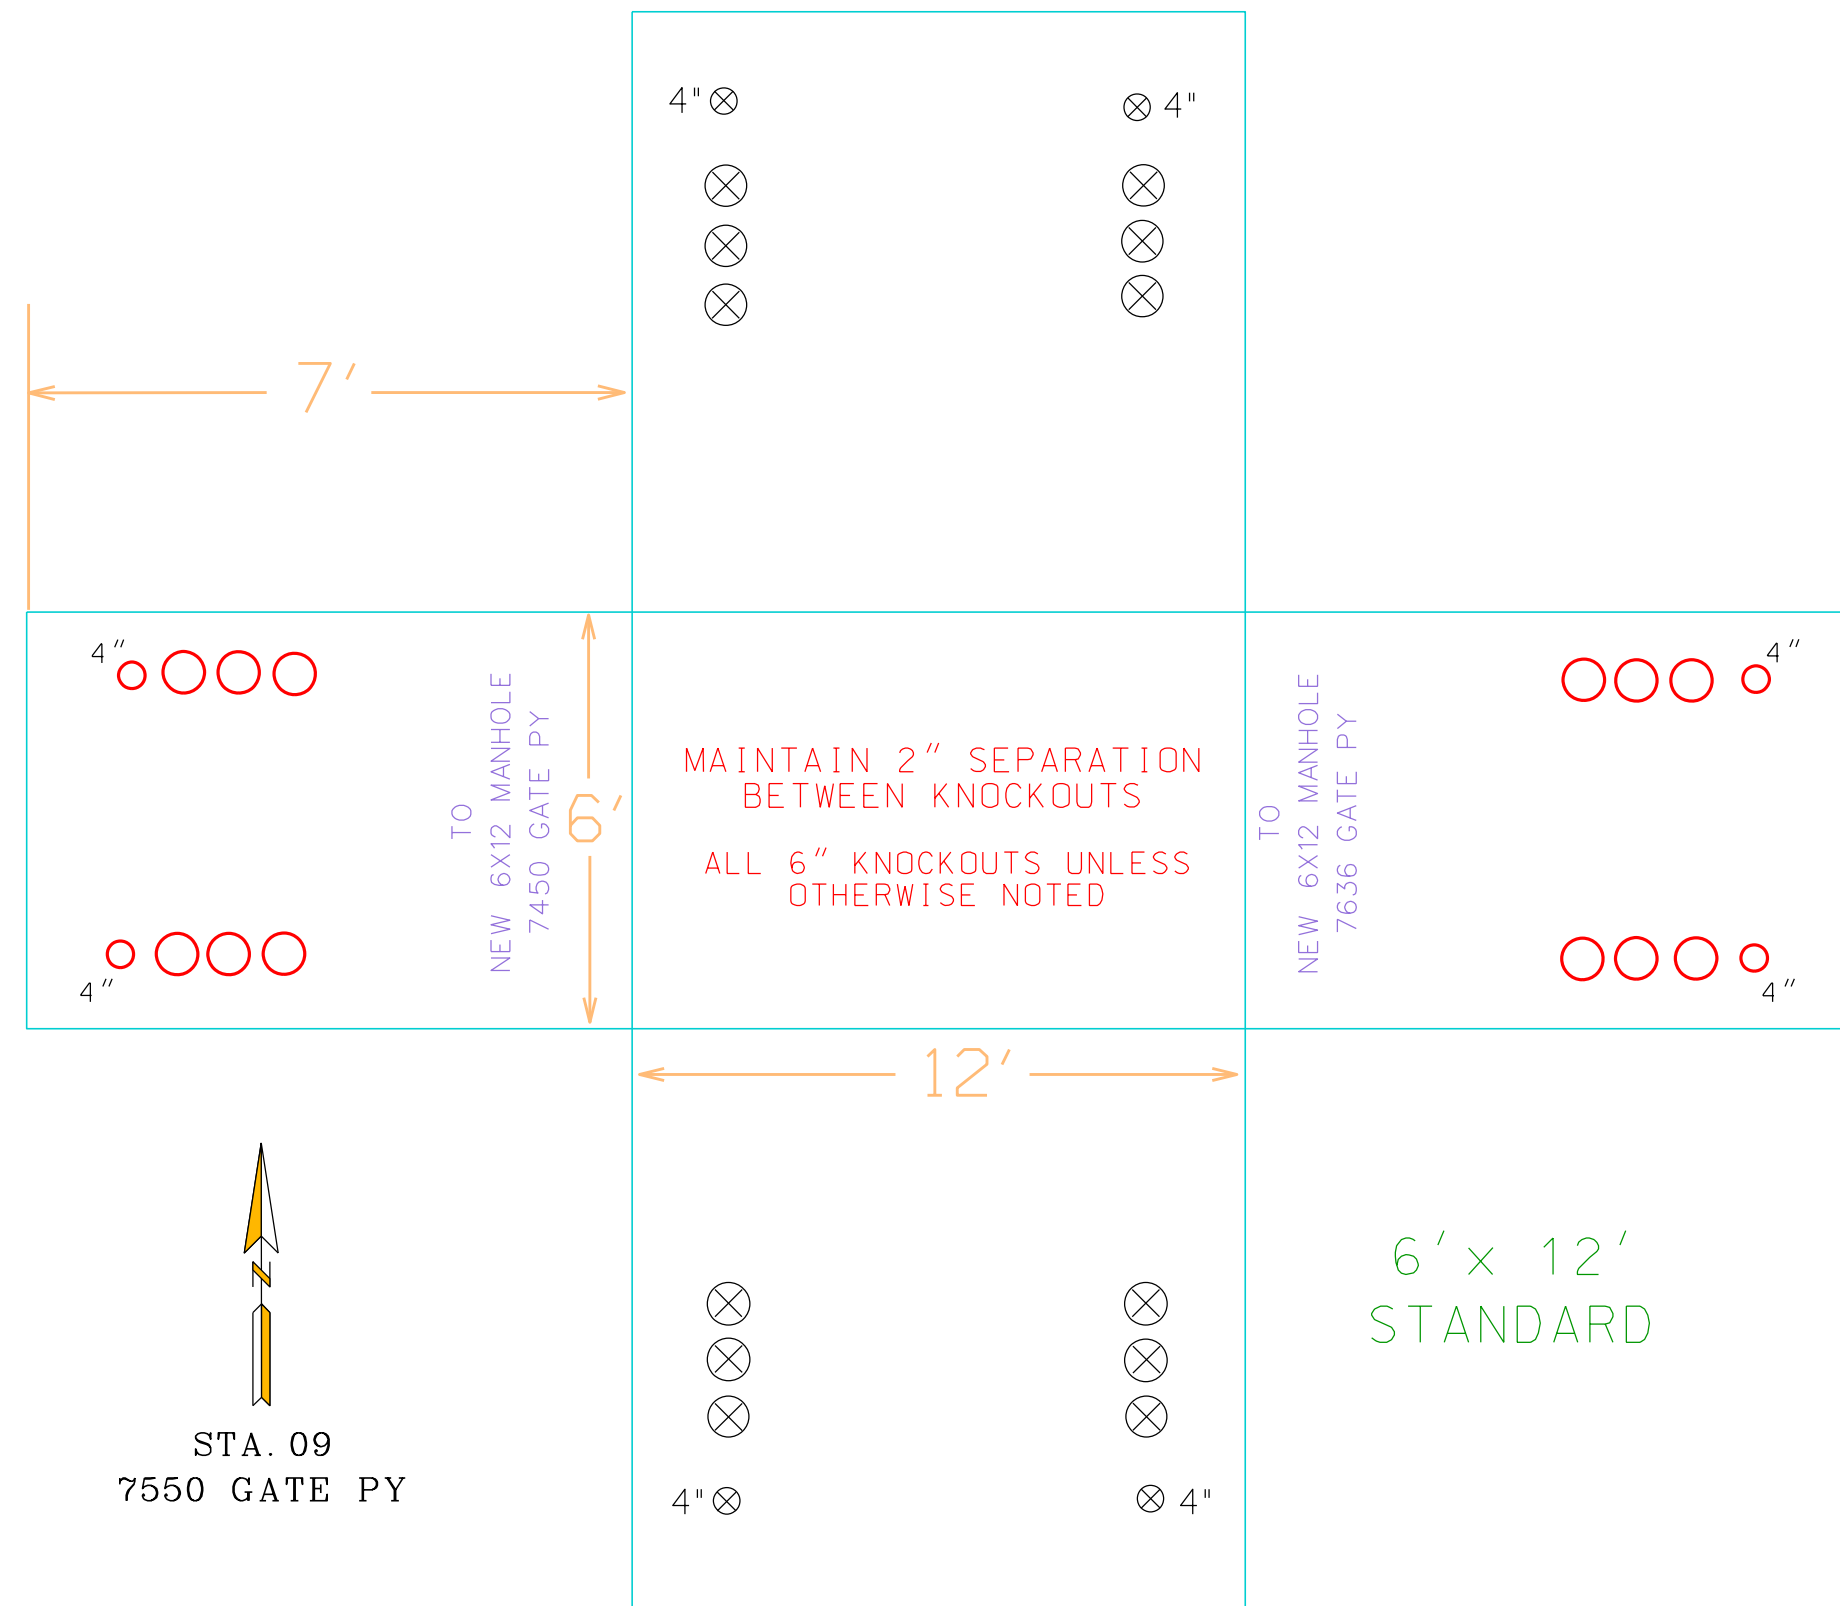 4" 4"
7'
4"
4"
TO
NEW 6X12 MANHOLE
7450 GATE PY
6'
MAINTAIN 2" SEPARATION
BETWEEN KNOCKOUTS
ALL 6" KNOCKOUTS UNLESS
OTHERWISE NOTED
TO
NEW 6X12 MANHOLE
7636 GATE PY
4"
4"
12'
N
6'x 12'
STANDARD
STA. 09
7550 GATE PY
4" 4"